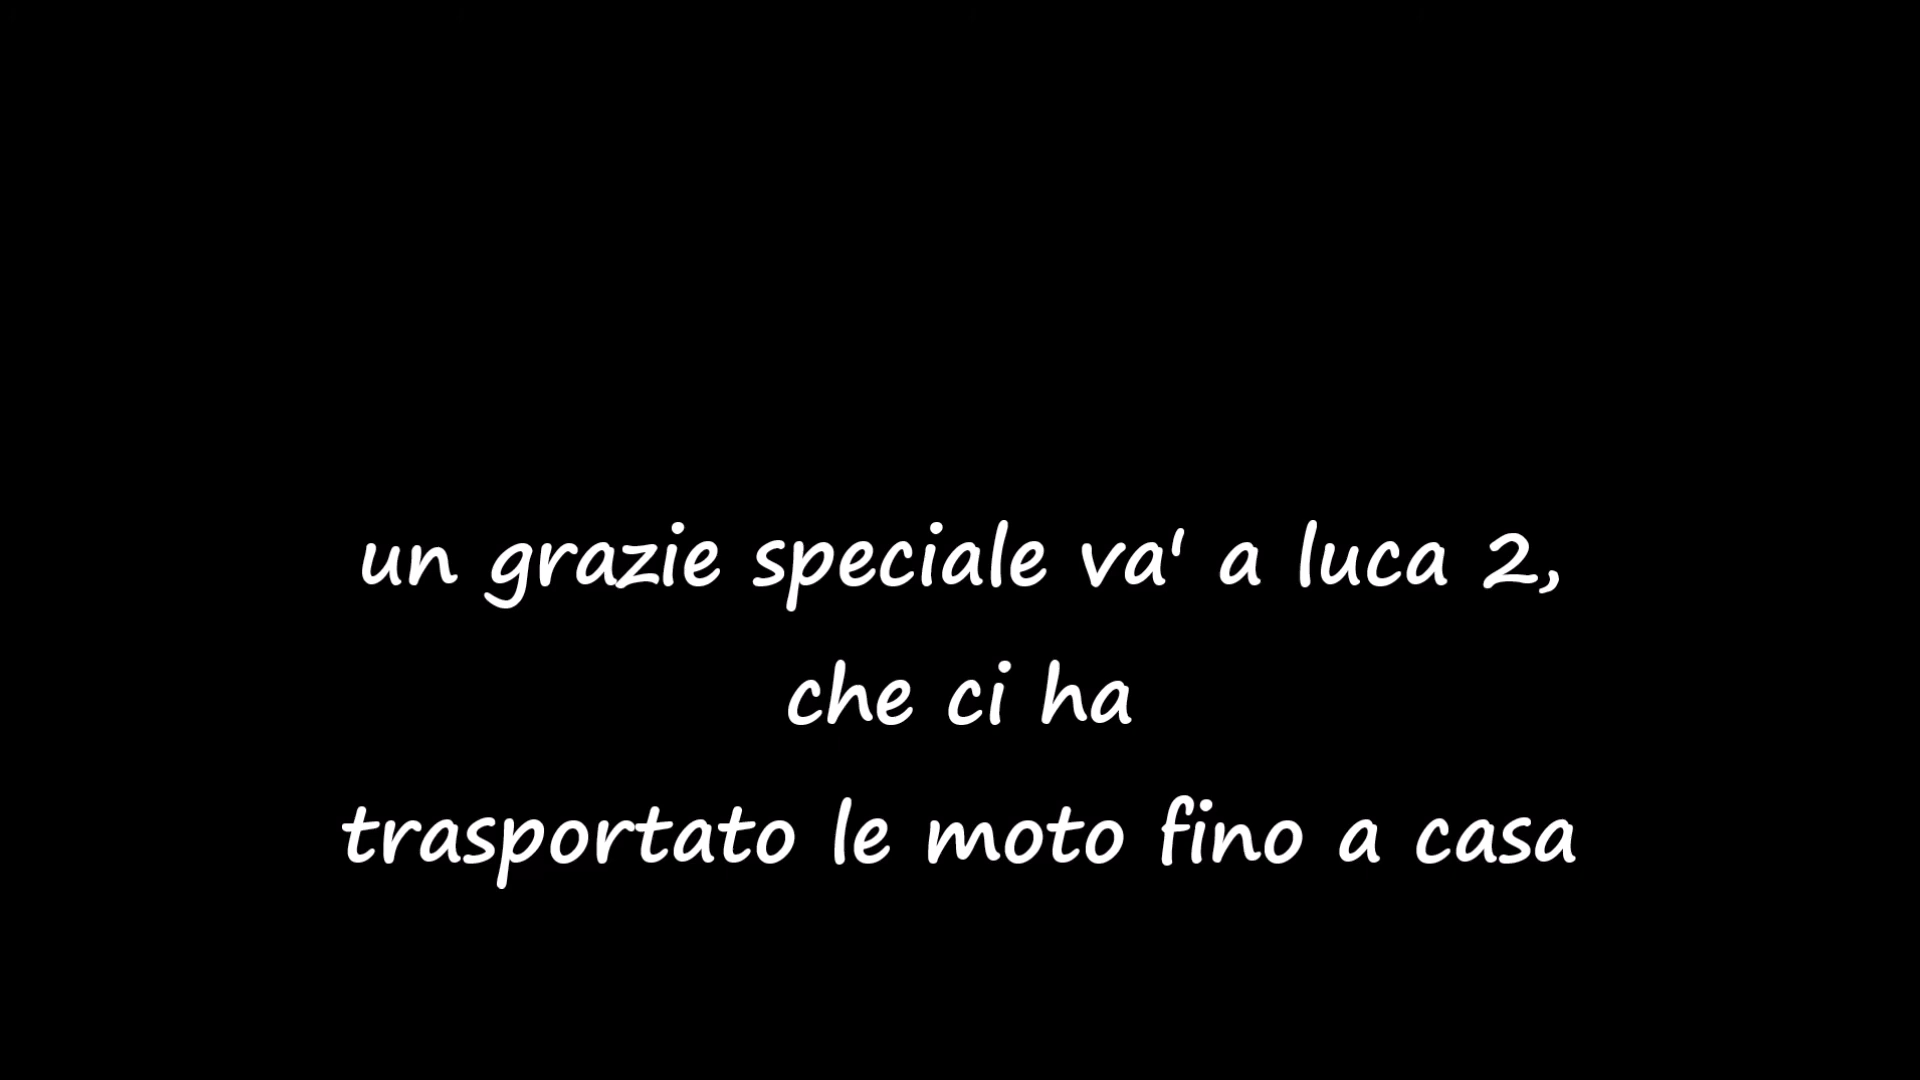 un grazie speciale va' a luca 2,
che ci ha
trasportato le moto fino a casa